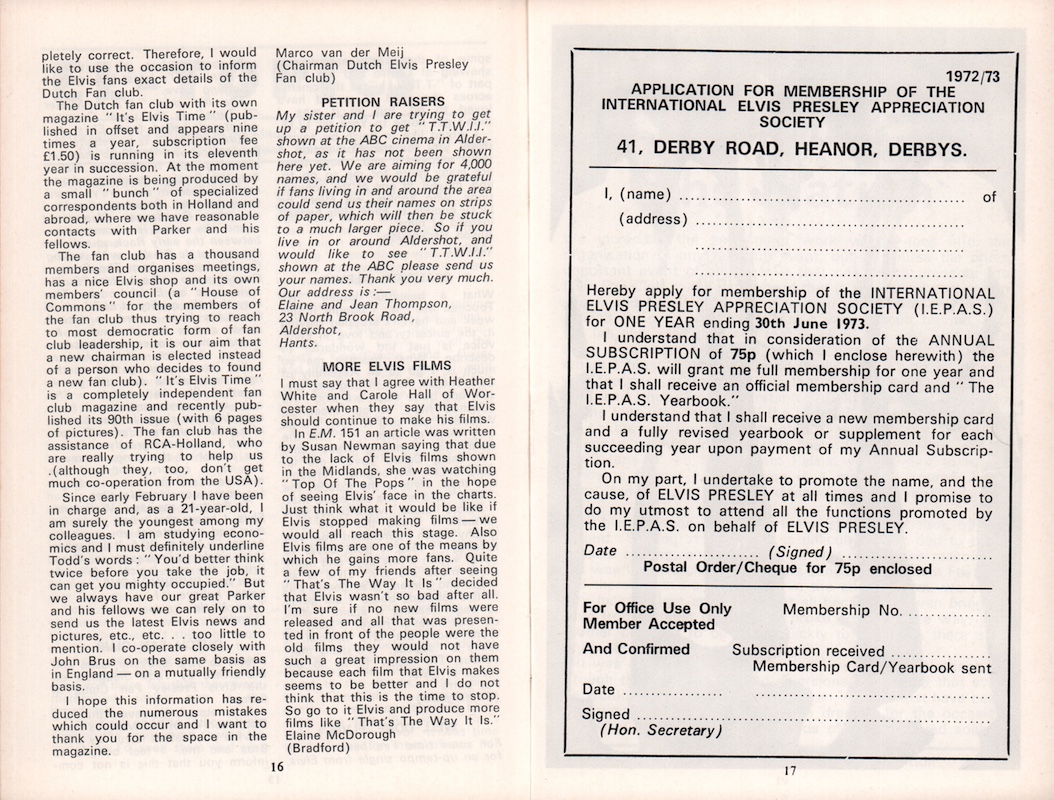 pletely correct. Therefore, I would
like to use the occasion to inform
the Elvis fans exact details of the
Dutch Fan club.
The Dutch fan club with its own
magazine "It's Elvis Time" (pub-
lished in offset and appears nine
times a year, subscription fee
£1.50) is running in its eleventh
year in succession. At the moment
the magazine is being produced by
a small "bunch" of specialized
correspondents both in Holland and
abroad, where we have reasonable
contacts with Parker and his
fellows.
The fan club has a thousand
members and organises meetings,
has a nice Elvis shop and its own
members' council (a "House of
Commons" for the members of
the fan club thus trying to reach
to most democratic form of fan
club leadership, it is our aim that
a new chairman is elected instead
of a person who decides to found
a new fan club). "It's Elvis Time"
is a completely independent fan
club magazine and recently pub-
lished its 90th issue (with 6 pages
of pictures). The fan club has the
assistance of RCA-Holland, who
are really trying to help us
.(although they, too, don't get
much co-operation from the USA).
Since early February I have been
in charge and, as a 21-year-old, I
am surely the youngest among my
colleagues. I am studying econo-
mics and I must definitely underline
Todd's words: "You'd better think
twice before you take the job, it
can get you mighty occupied." But
we always have our great Parker
and his fellows we can rely on to
send us the latest Elvis news and
pictures, etc., etc. . . too little to
mention. I co-operate closely with
John Brus on the same basis as
in England — on a mutually friendly
basis.
I hope this information has re-
duced the numerous mistakes
which could occur and I want to
thank you for the space in the
magazine.
Marco van der Meij
(Chairman Dutch Elvis Presley
Fan club)
PETITION RAISERS
My sister and I are trying to get
up a petition to get "T.T.W.I.I."
shown at the ABC cinema in Alder-
shot, as it has not been shown
here yet. We are aiming for 4,000
names, and we would be grateful
if fans living in and around the area
could send us their names on strips
of paper, which will then be stuck
to a much larger piece. So if you
live in or around Aldershot, and
would like to see "T.T.W.I.I."
shown at the ABC please send us
your names. Thank you very much.
Our address is:—
Elaine and Jean Thompson,
23 North Brook Road,
Aldershot,
Hants.
MORE ELVIS FILMS
I must say that I agree with Heather
White and Carole Hall of Wor-
cester when they say that Elvis
should continue to make his films.
In E.M. 151 an article was written
by Susan Newman saying that due
to the lack of Elvis films shown
in the Midlands, she was watching
"Top Of The Pops" in the hope
of seeing Elvis' face in the charts.
Just think what it would be like if
Elvis stopped making films — we
would all reach this stage. Also
Elvis films are one of the means by
which he gains more fans. Quite
a few of my friends after seeing
"That's The Way It Is" decided
that Elvis wasn't so bad after all.
I'm sure if no new films were
released and all that was presen-
ted in front of the people were the
old films they would not have
such a great impression on them
because each film that Elvis makes
seems to be better and I do not
think that this is the time to stop.
So go to it Elvis and produce more
films like "That's The Way It Is."
Elaine McDorough
(Bradford)
16
1972/73
APPLICATION FOR MEMBERSHIP OF THE
INTERNATIONAL ELVIS PRESLEY APPRECIATION
SOCIETY
41, DERBY ROAD, HEANOR, DERBYS.
I, (name) ........................................ of
(address) ........................................
........................................
Hereby apply for membership of the INTERNATIONAL
ELVIS PRESLEY APPRECIATION SOCIETY (I.E.P.A.S.)
for ONE YEAR ending 30th June 1973.
I understand that in consideration of the ANNUAL
SUBSCRIPTION of 75p (which I enclose herewith) the
I.E.P.A.S. will grant me full membership for one year and
that I shall receive an official membership card and "The
I.E.P.A.S. Yearbook."
I understand that I shall receive a new membership card
and a fully revised yearbook or supplement for each
succeeding year upon payment of my Annual Subscrip-
tion.
On my part, I undertake to promote the name, and the
cause, of ELVIS PRESLEY at all times and I promise to
do my utmost to attend all the functions promoted by
the I.E.P.A.S. on behalf of ELVIS PRESLEY.
Date .................... (Signed) ......................
Postal Order/Cheque for 75p enclosed
For Office Use Only Membership No. .............
Member Accepted
And Confirmed Subscription received ...............
Membership Card/Yearbook sent
Date ............... ...................................
Signed ..................................................
(Hon. Secretary)
17